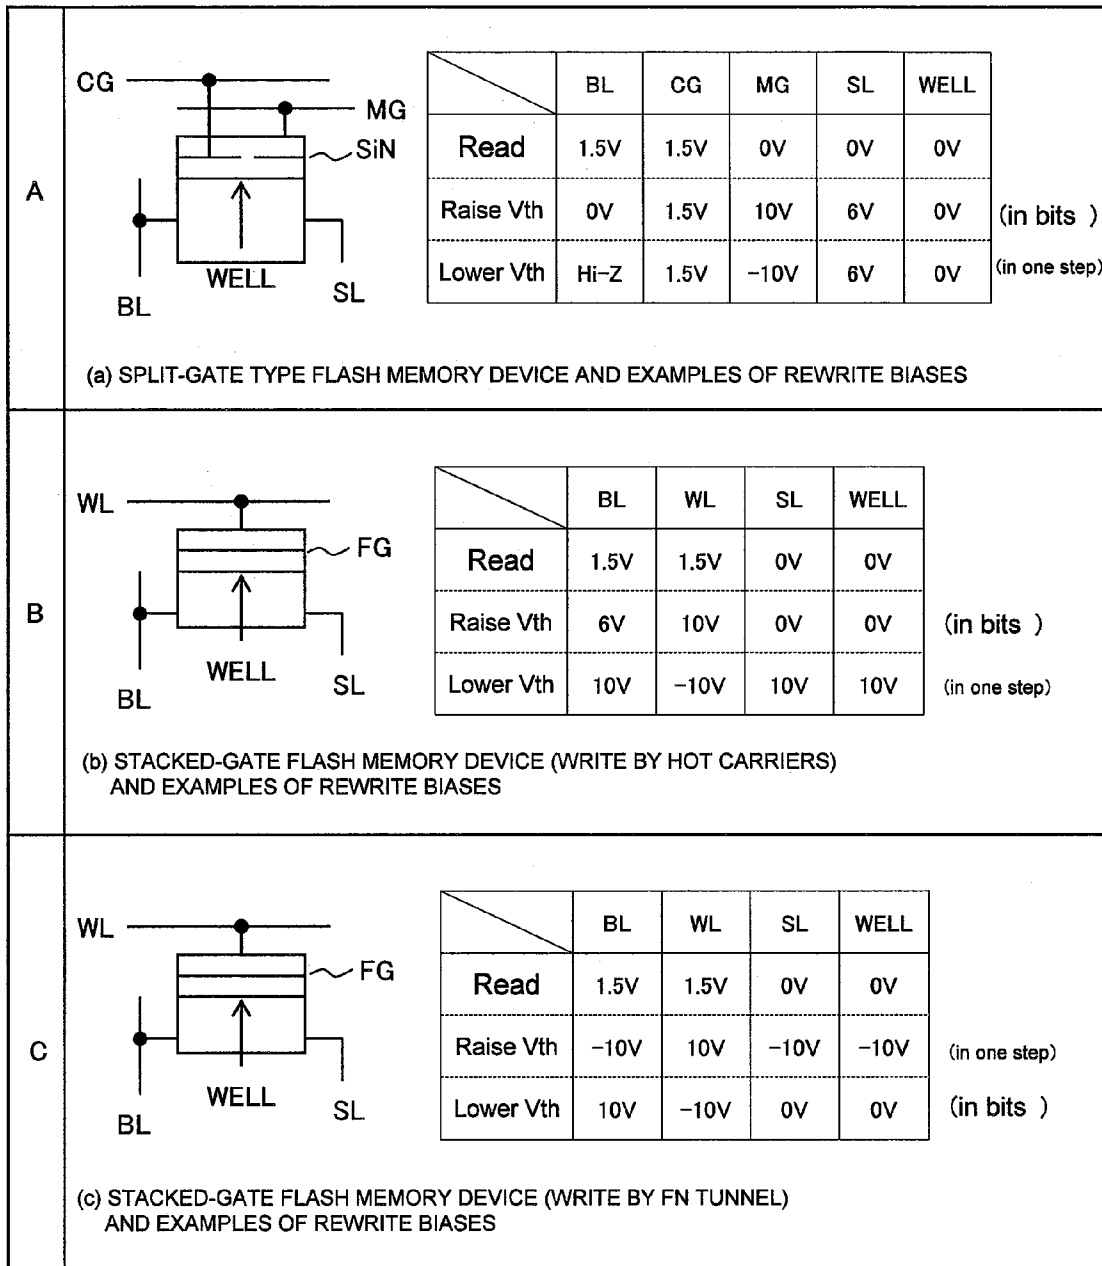 A
CG
MG
SiN
WELL
BL
SL
BL CG MG SL WELL
Read 1.5V 1.5V 0V 0V 0V
Raise Vth 0V 1.5V 10V 6V 0V (in bits )
Lower Vth Hi-Z 1.5V -10V 6V 0V (in one step)
(a) SPLIT-GATE TYPE FLASH MEMORY DEVICE AND EXAMPLES OF REWRITE BIASES
B
WL
FG
WELL
BL
SL
BL WL SL WELL
Read 1.5V 1.5V 0V 0V
Raise Vth 6V 10V 0V 0V (in bits )
Lower Vth 10V -10V 10V 10V (in one step)
(b) STACKED-GATE FLASH MEMORY DEVICE (WRITE BY HOT CARRIERS)
AND EXAMPLES OF REWRITE BIASES
C
WL
FG
WELL
BL
SL
BL WL SL WELL
Read 1.5V 1.5V 0V 0V
Raise Vth -10V 10V -10V -10V (in one step)
Lower Vth 10V -10V 0V 0V (in bits )
(c) STACKED-GATE FLASH MEMORY DEVICE (WRITE BY FN TUNNEL)
AND EXAMPLES OF REWRITE BIASES